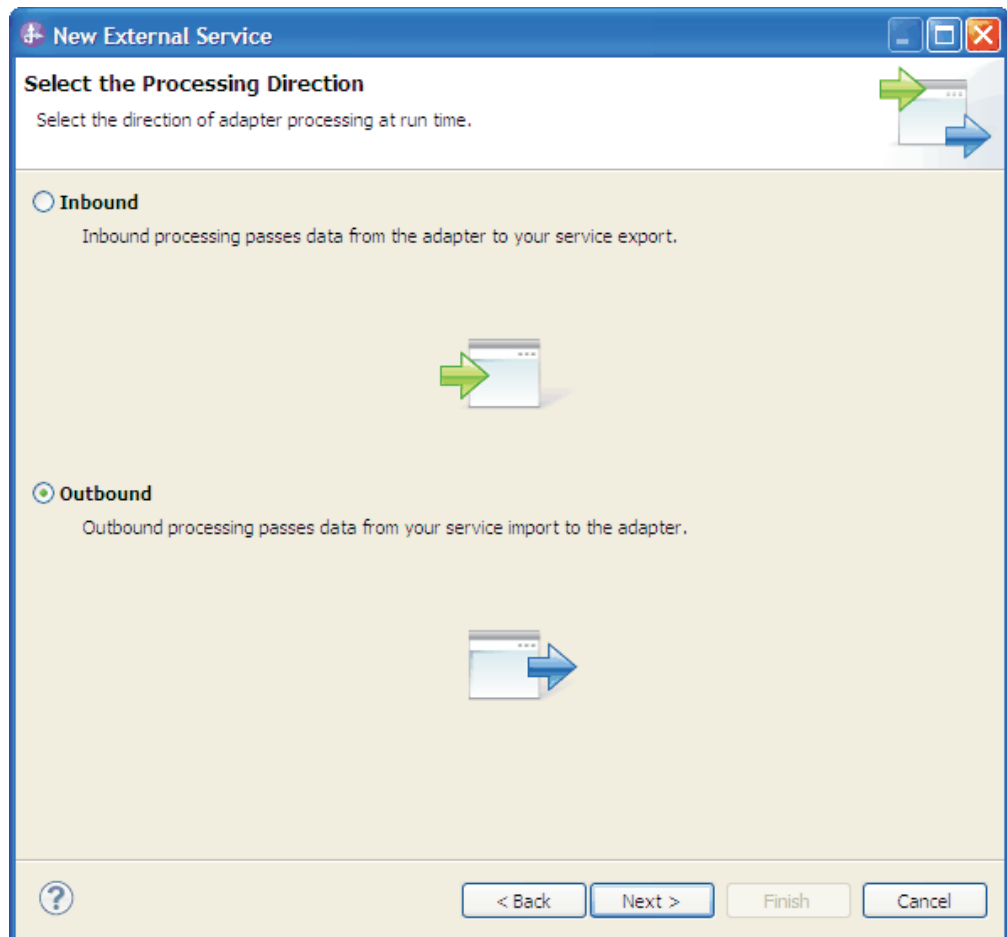 New External Service
Select the Processing Direction
Select the direction of adapter processing at run time.
Inbound
Inbound processing passes data from the adapter to your service export.
Outbound
Outbound processing passes data from your service import to the adapter.
?
< Back
Next >
Finish
Cancel